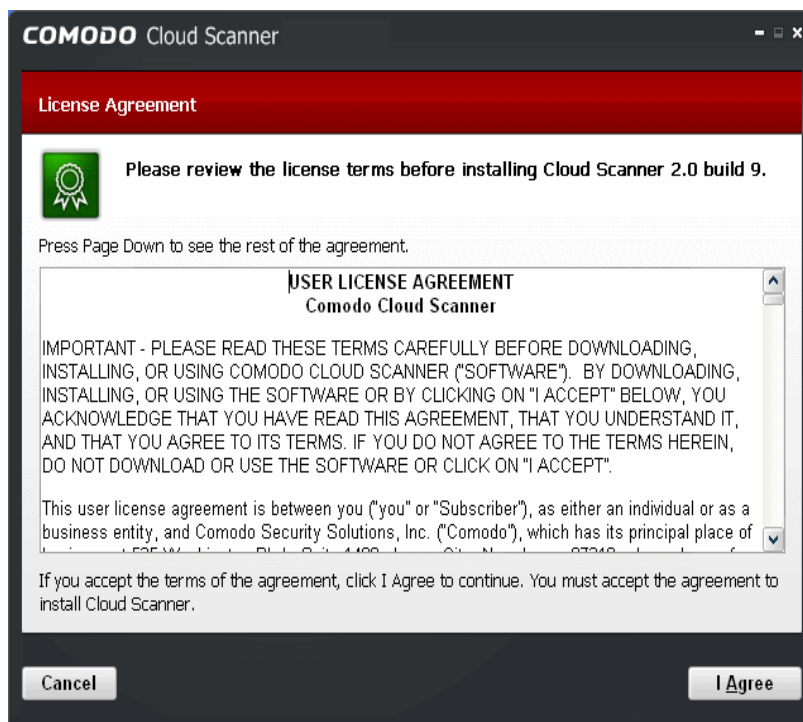 COMODO Cloud Scanner
License Agreement
Please review the license terms before installing Cloud Scanner 2.0 build 9.
Press Page Down to see the rest of the agreement.
USER LICENSE AGREEMENT
Comodo Cloud Scanner
IMPORTANT - PLEASE READ THESE TERMS CAREFULLY BEFORE DOWNLOADING,
INSTALLING, OR USING COMODO CLOUD SCANNER ("SOFTWARE"). BY DOWNLOADING,
INSTALLING, OR USING THE SOFTWARE OR BY CLICKING ON "I ACCEPT" BELOW, YOU
ACKNOWLEDGE THAT YOU HAVE READ THIS AGREEMENT, THAT YOU UNDERSTAND IT,
AND THAT YOU AGREE TO ITS TERMS. IF YOU DO NOT AGREE TO THE TERMS HEREIN,
DO NOT DOWNLOAD OR USE THE SOFTWARE OR CLICK ON "I ACCEPT".
This user license agreement is between you ("you" or "Subscriber"), as either an individual or as a
business entity, and Comodo Security Solutions, Inc. ("Comodo"), which has its principal place of
If you accept the terms of the agreement, click I Agree to continue. You must accept the agreement to
install Cloud Scanner.
Cancel
I Agree